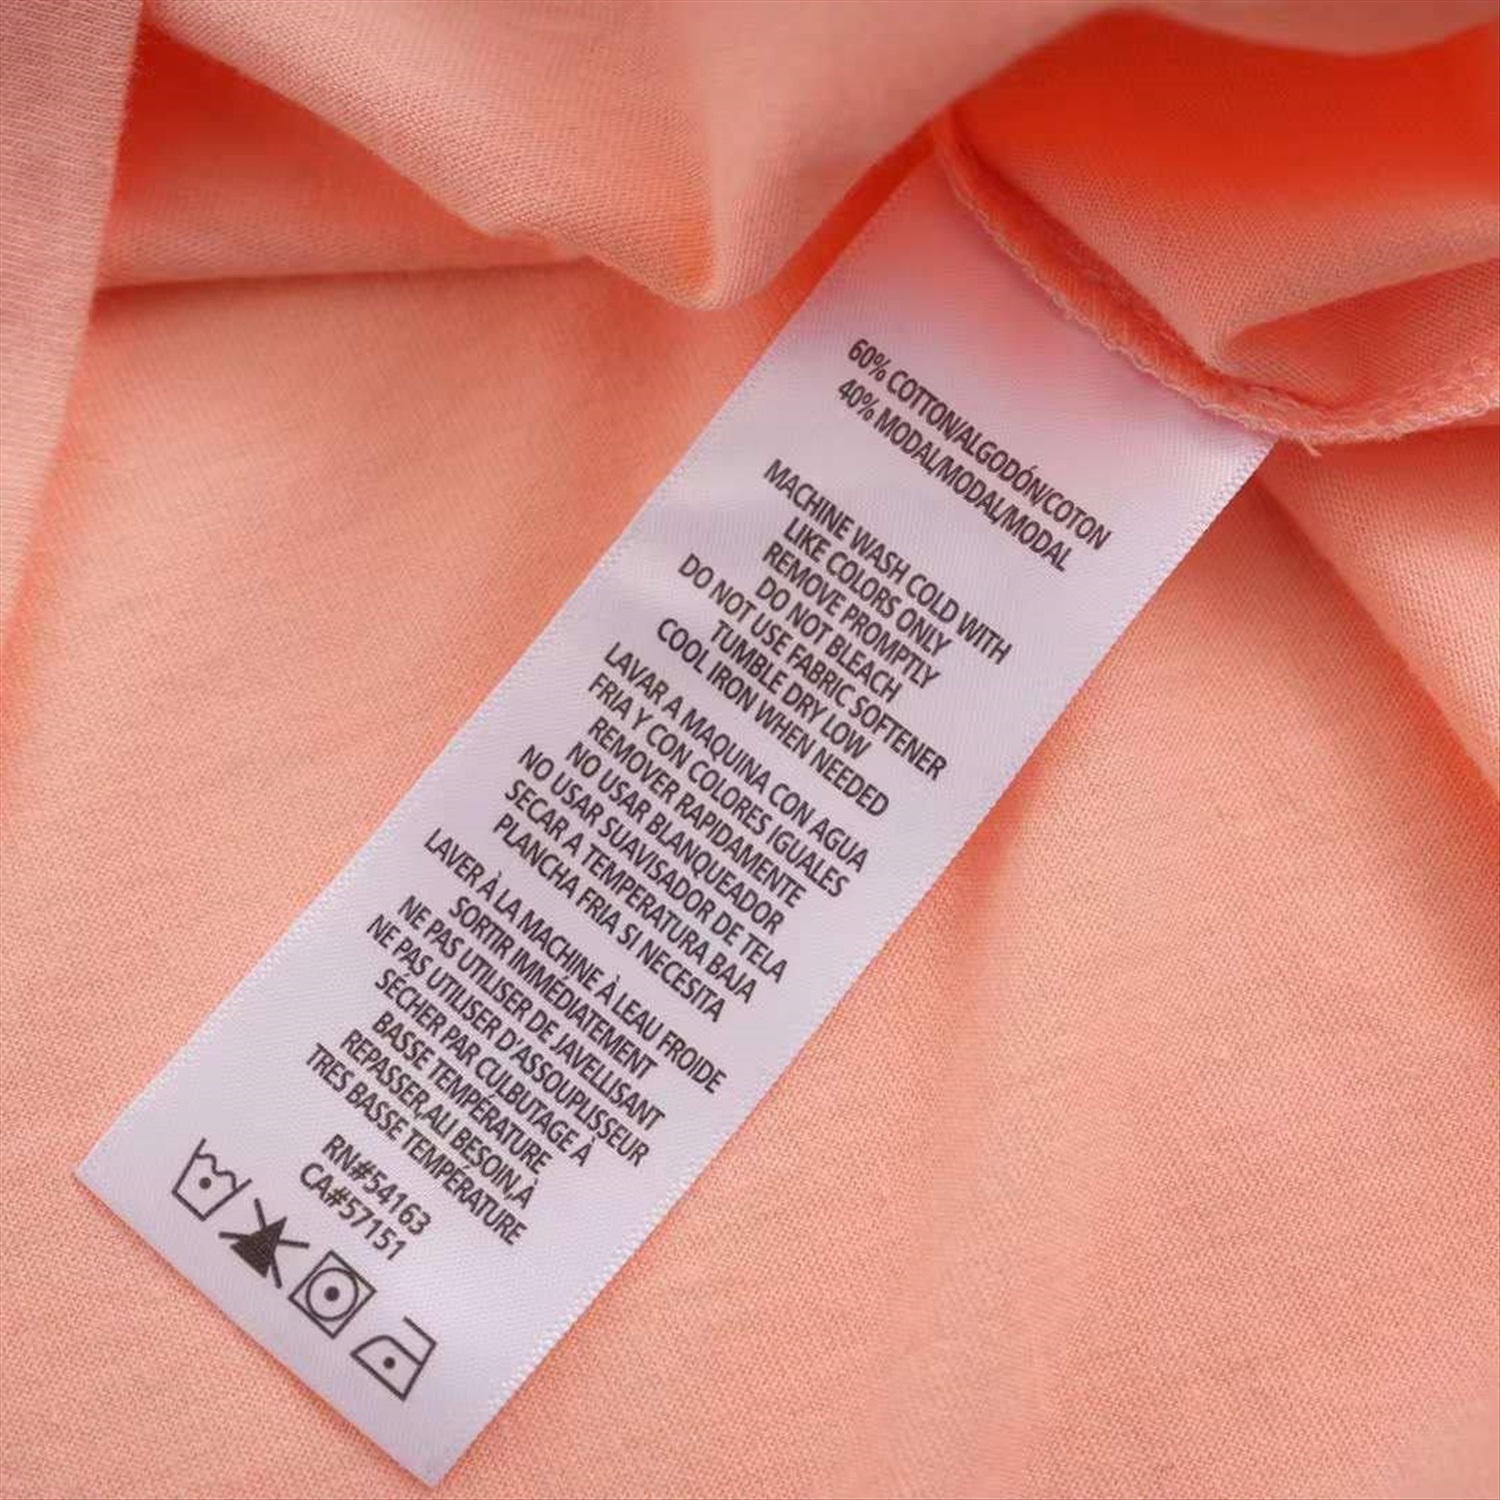 60% COTTON/ALGODÓN/COTON
40% MODAL/MODAL/MODAL
MACHINE WASH COLD WITH
LIKE COLORS ONLY
REMOVE PROMPTLY
DO NOT BLEACH
DO NOT USE FABRIC SOFTENER
TUMBLE DRY LOW
COOL IRON WHEN NEEDED
LAVAR A MAQUINA CON AGUA
FRIA Y CON COLORES IGUALES
REMOVER RAPIDAMENTE
NO USAR BLANQUEADOR
NO USAR SUAVISADOR DE TELA
SECAR A TEMPERATURA BAJA
PLANCHA FRIA SI NECESITA
LAVER À LA MACHINE À LEAU FROIDE
SORTIR IMMÉDIATEMENT
NE PAS UTILISER DE JAVELLISANT
NE PAS UTILISER D'ASSOUPLISSEUR
SÉCHER PAR CULBUTAGE À
BASSE TEMPÉRATURE
REPASSER,AU BESOIN,À
TRES BASSE TEMPÉRATURE
RN#54163
CA#57151